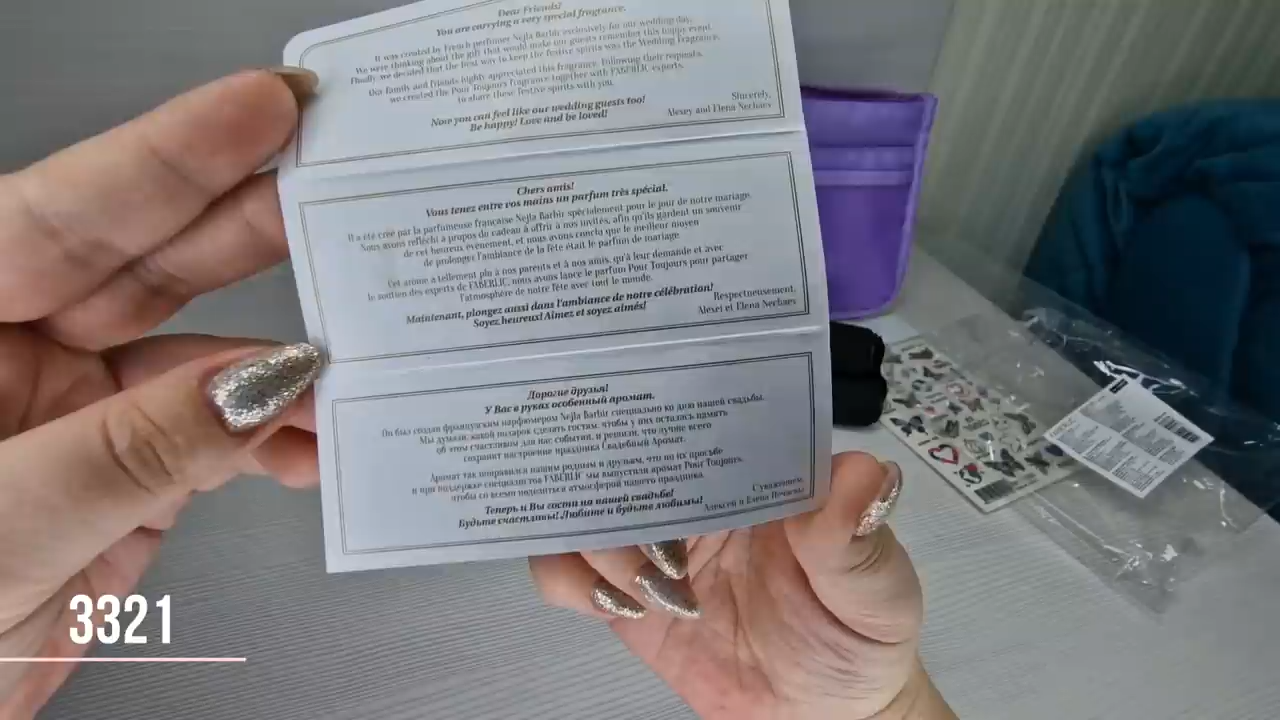 Dear Friends!
You are carrying a very special fragrance.
It was created by French perfumer Nejla Barbir exclusively for our wedding day.
We were thinking about the gift that would make our guests remember this happy event.
Finally we decided that the best way to keep the festive spirits was the Wedding Fragrance.
Our family and friends highly appreciated this fragrance. Following their requests,
we created the Pour Toujours fragrance together with FABERLIC experts,
to share these festive spirits with you.
Now you can feel like our wedding guests too!
Be happy! Love and be loved!
Sincerely,
Alexey and Elena Nechaev
Chers amis!
Vous tenez entre vos mains un parfum très spécial.
Il a été créé par la parfumeuse française Nejla Barbir spécialement pour le jour de notre mariage.
Nous avons réfléchi à propos du cadeau à offrir à nos invités, afin qu'ils gardent un souvenir
de cet heureux événement, et nous avons conclu que le meilleur moyen
de prolonger l'ambiance de la fête était le parfum de mariage.
Cet arôme a tellement plu à nos parents et à nos amis, qu'à leur demande et avec
le soutien des experts de FABERLIC, nous avons lancé le parfum Pour Toujours pour partager
l'atmosphère de notre fête avec tout le monde.
Maintenant, plongez aussi dans l'ambiance de notre célébration!
Soyez heureux! Aimez et soyez aimés!
Respectueusement,
Alexei et Elena Nechaev
Дорогие друзья!
У Вас в руках особенный аромат.
Он был создан французским парфюмером Nejla Barbir специально ко дню нашей свадьбы.
Мы думали, какой подарок сделать гостям, чтобы у них осталась память
об этом счастливом для нас событии, и решили, что лучше всего
сохранит настроение праздника Свадебный Аромат.
Аромат так понравился нашим родным и друзьям, что по их просьбе
и при поддержке специалистов FABERLIC мы выпустили аромат Pour Toujours,
чтобы со всеми поделиться атмосферой нашего праздника.
Теперь и Вы гости на нашей свадьбе!
Будьте счастливы! Любите и будьте любимы!
С уважением,
Алексей и Елена Нечаевы
3321